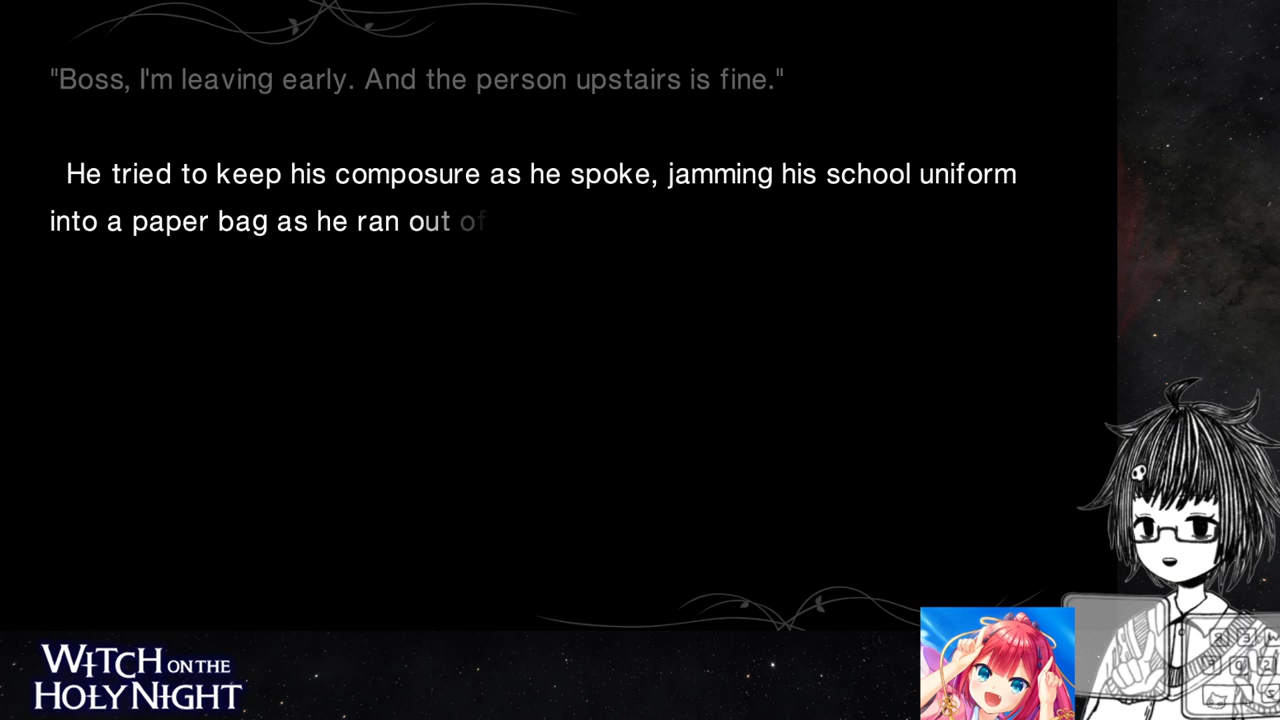 "Boss, I'm leaving early. And the person upstairs is fine."
He tried to keep his composure as he spoke, jamming his school uniform
into a paper bag as he ran out of
WITCH ON THE
HOLY NIGHT